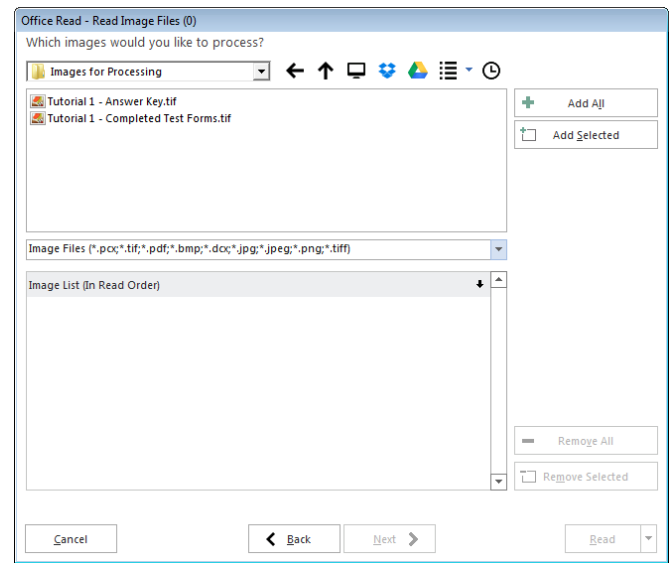 Office Read - Read Image Files (0)
Which images would you like to process?
Images for Processing
Tutorial 1 - Answer Key.tif
Tutorial 1 - Completed Test Forms.tif
Add All
Add Selected
Image Files (*.pcx;*.tif;*.pdf;*.bmp;*.dcx;*.jpg;*.jpeg;*.png;*.tiff)
Image List (In Read Order)
Remove All
Remove Selected
Cancel
Back
Next
Read